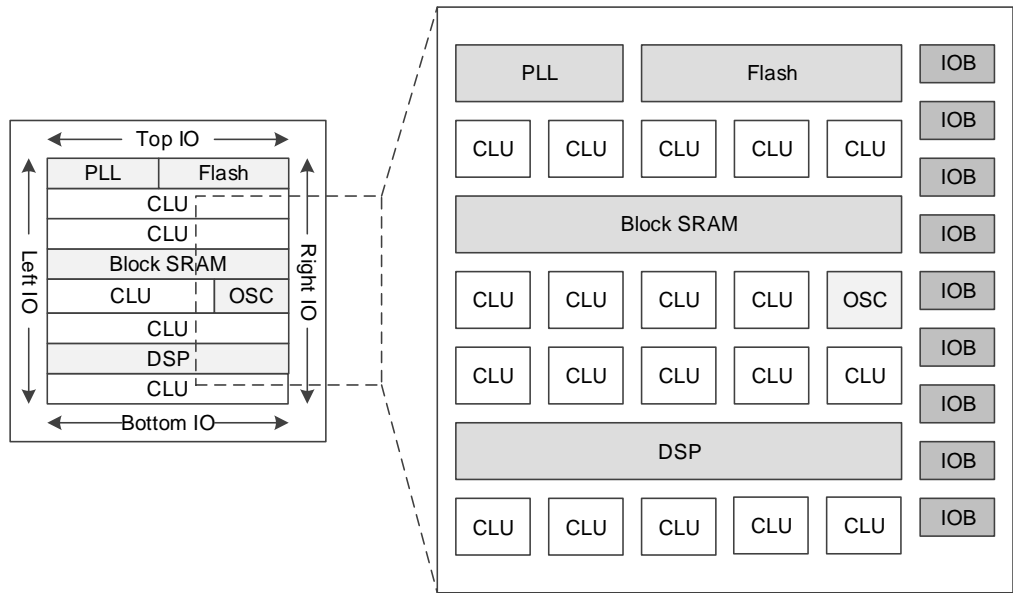 Top IO
PLL Flash
CLU
CLU
Block SRAM
CLU OSC
CLU
DSP
CLU
Bottom IO
Left IO
Right IO
PLL Flash IOB
IOB
CLU CLU CLU CLU CLU
IOB
Block SRAM IOB
CLU CLU CLU CLU OSC IOB
IOB
CLU CLU CLU CLU CLU
IOB
DSP IOB
CLU CLU CLU CLU CLU IOB